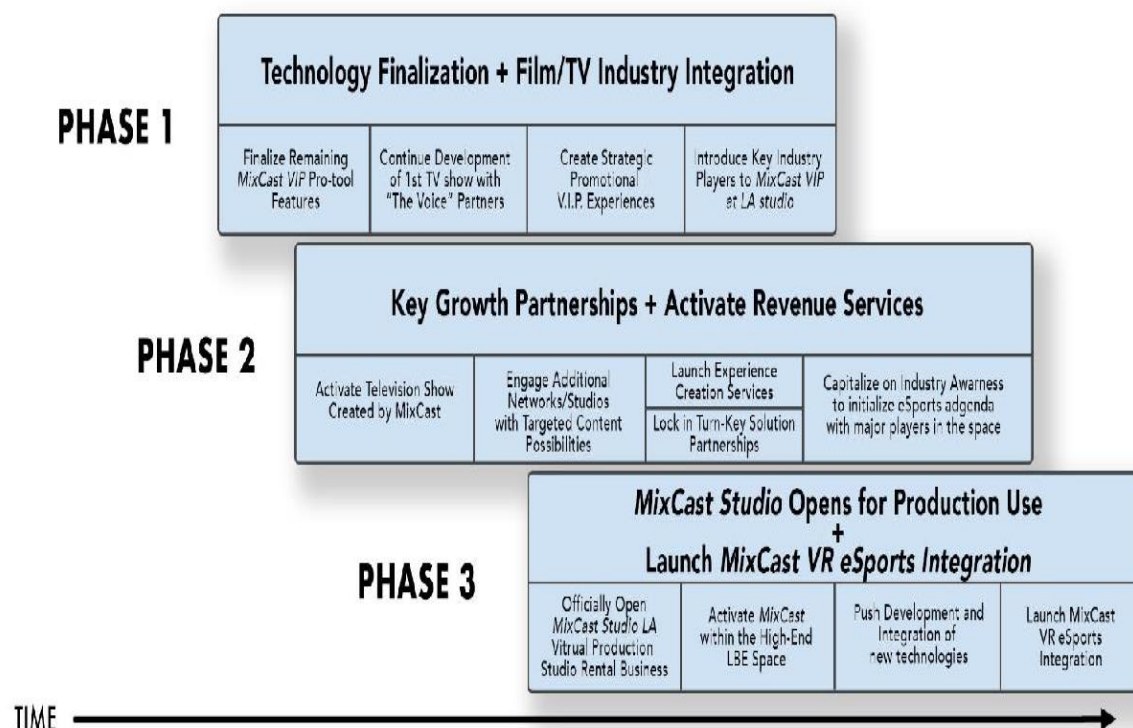 Technology Finalization + Film/TV Industry Integration
PHASE 1
Finalize Remaining
MixCast VIP Pro-tool
Features
Continue Development
of 1st TV show with
"The Voice" Partners
Create Strategic
Promotional
V.I.P. Experiences
Introduce Key Industry
Players to MixCast VIP
at LA studio
Key Growth Partnerships + Activate Revenue Services
PHASE 2
Activate Television Show
Created by MixCast
Engage Additional
Networks/Studios
with Targeted Content
Possibilities
Launch Experience
Creation Services
Lock in Turn-Key Solution
Partnerships
Capitalize on Industry Awarness
to initialize eSports adgenda
with major players in the space
MixCast Studio Opens for Production Use
+
Launch MixCast VR eSports Integration
PHASE 3
Officially Open
MixCast Studio LA
Vitrual Production
Studio Rental Business
Activate MixCast
within the High-End
LBE Space
Push Development and
Integration of
new technologies
Launch MixCast
VR eSports
Integration
TIME